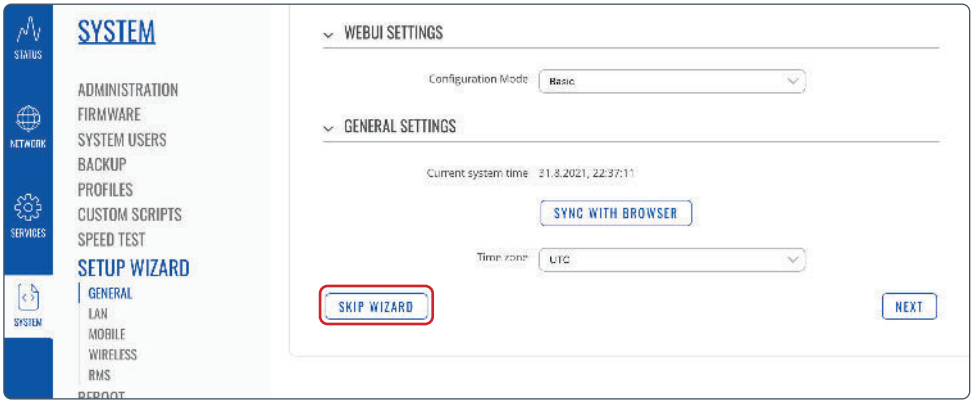 STATUS
NETWORK
SERVICES
SYSTEM
SYSTEM
ADMINISTRATION
FIRMWARE
SYSTEM USERS
BACKUP
PROFILES
CUSTOM SCRIPTS
SPEED TEST
SETUP WIZARD
GENERAL
LAN
MOBILE
WIRELESS
RMS
REBOOT
WEBUI SETTINGS
Configuration Mode Basic
GENERAL SETTINGS
Current system time 31.8.2021, 22:37:11
SYNC WITH BROWSER
Time zone UTC
SKIP WIZARD NEXT